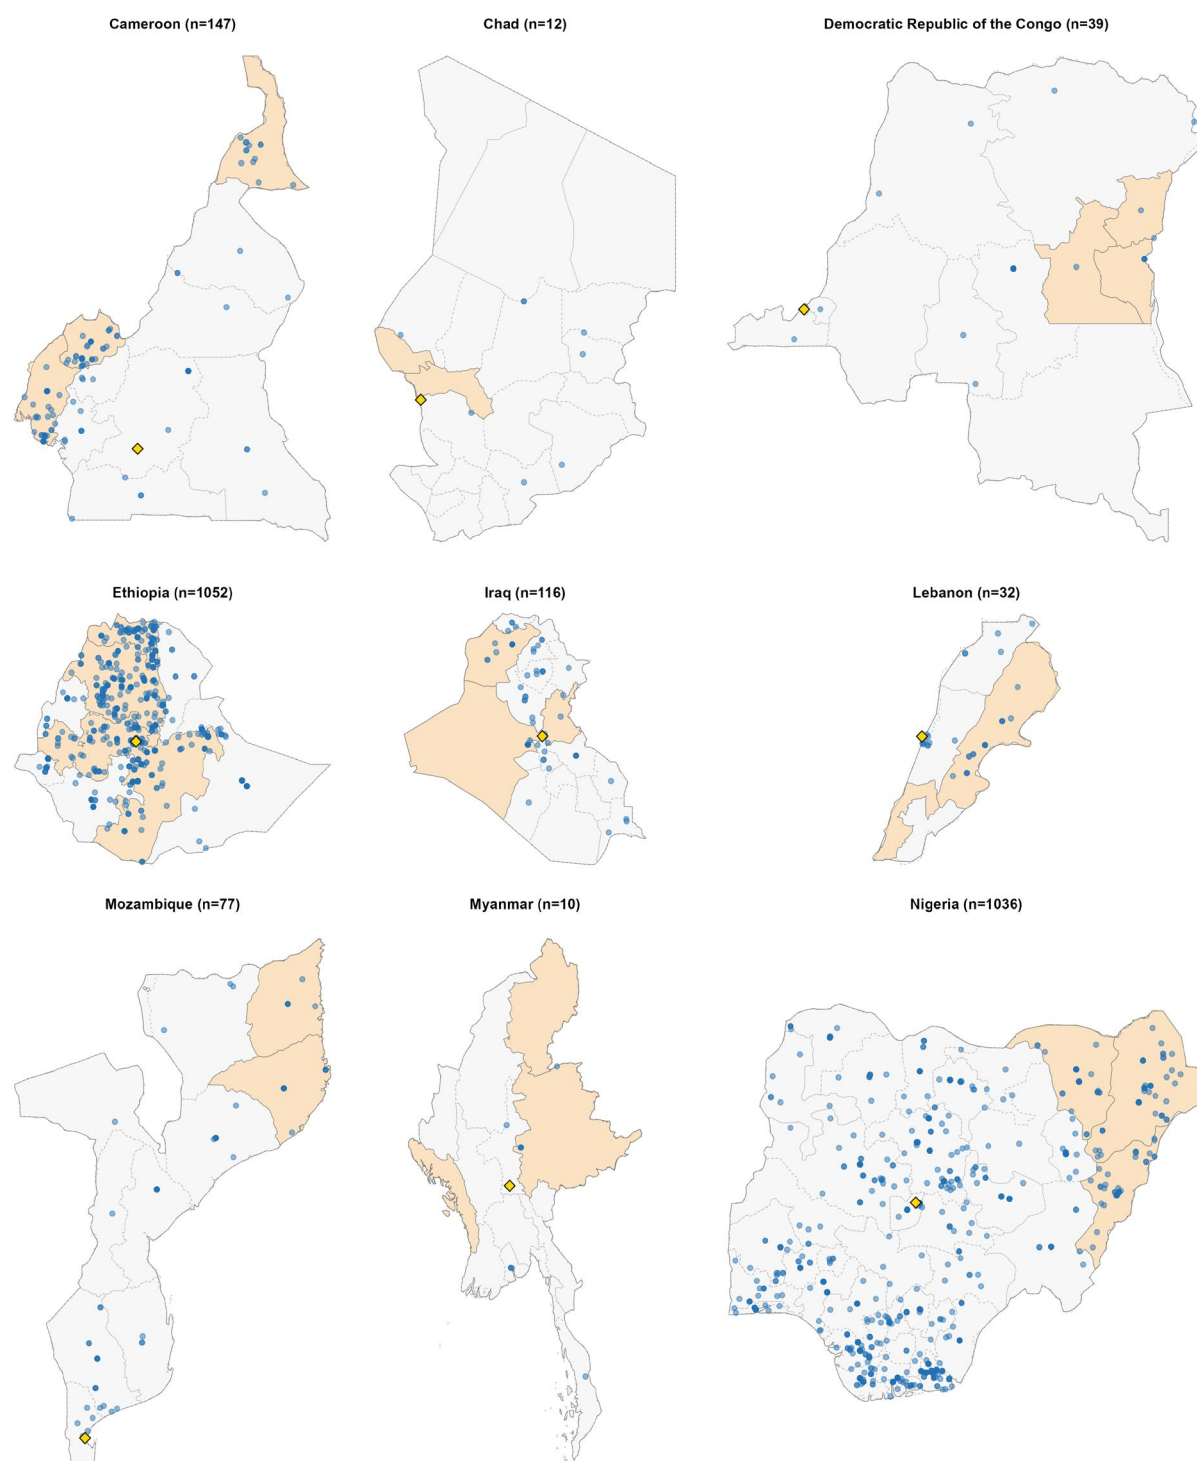 Cameroon (n=147)
Chad (n=12)
Democratic Republic of the Congo (n=39)
Ethiopia (n=1052)
Iraq (n=116)
Lebanon (n=32)
Mozambique (n=77)
Myanmar (n=10)
Nigeria (n=1036)